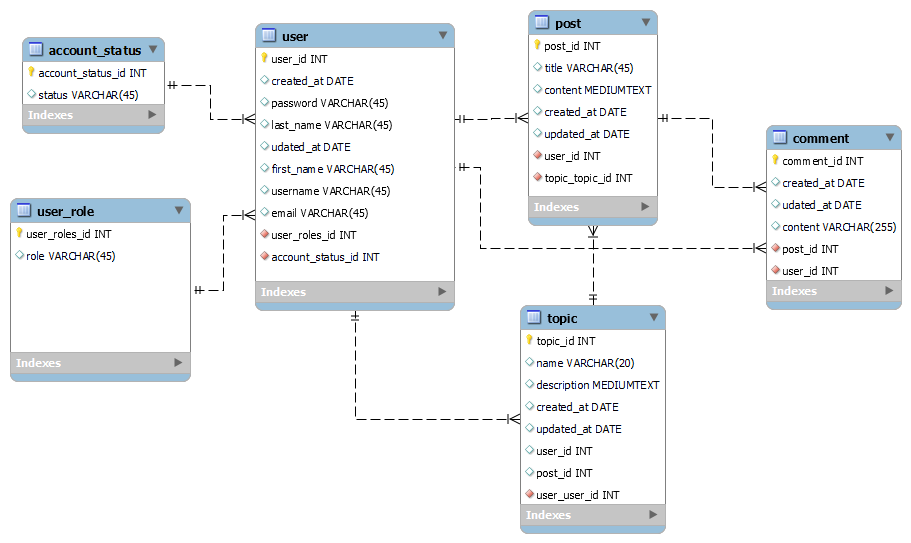 account_status
account_status_id INT
status VARCHAR(45)
Indexes
user_role
user_roles_id INT
role VARCHAR(45)
Indexes
user
user_id INT
created_at DATE
password VARCHAR(45)
last_name VARCHAR(45)
udated_at DATE
first_name VARCHAR(45)
username VARCHAR(45)
email VARCHAR(45)
user_roles_id INT
account_status_id INT
Indexes
post
post_id INT
title VARCHAR(45)
content MEDIUMTEXT
created_at DATE
updated_at DATE
user_id INT
topic_topic_id INT
Indexes
topic
topic_id INT
name VARCHAR(20)
description MEDIUMTEXT
created_at DATE
updated_at DATE
user_id INT
post_id INT
user_user_id INT
Indexes
comment
comment_id INT
created_at DATE
udated_at DATE
content VARCHAR(255)
post_id INT
user_id INT
Indexes